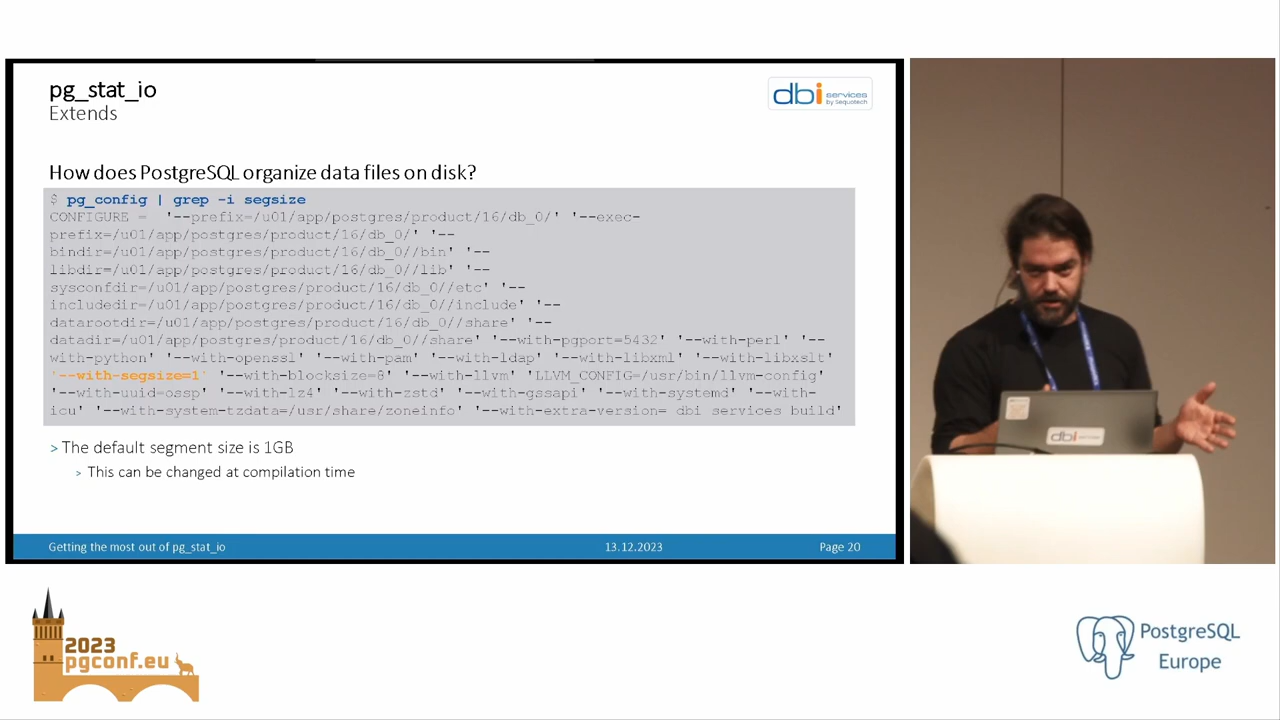 pg_stat_io
Extends
dbi services
by Sequotech
How does PostgreSQL organize data files on disk?
$ pg_config | grep -i segsize
CONFIGURE =  '--prefix=/u01/app/postgres/product/16/db_0/' '--exec-
prefix=/u01/app/postgres/product/16/db_0/' '--
bindir=/u01/app/postgres/product/16/db_0//bin' '--
libdir=/u01/app/postgres/product/16/db_0//lib' '--
sysconfdir=/u01/app/postgres/product/16/db_0//etc' '--
includedir=/u01/app/postgres/product/16/db_0//include' '--
datarootdir=/u01/app/postgres/product/16/db_0//share' '--
datadir=/u01/app/postgres/product/16/db_0//share' '--with-pgport=5432' '--with-perl' '--
with-python' '--with-openssl' '--with-pam' '--with-ldap' '--with-libxml' '--with-libxslt'
'--with-segsize=1' '--with-blocksize=8' '--with-llvm' 'LLVM_CONFIG=/usr/bin/llvm-config'
'--with-uuid=ossp' '--with-lz4' '--with-zstd' '--with-gssapi' '--with-systemd' '--with-
icu' '--with-system-tzdata=/usr/share/zoneinfo' '--with-extra-version= dbi services build'
> The default segment size is 1GB
> This can be changed at compilation time
Getting the most out of pg_stat_io
13.12.2023
Page 20
dbi
2023
pgconf.eu
PostgreSQL
Europe